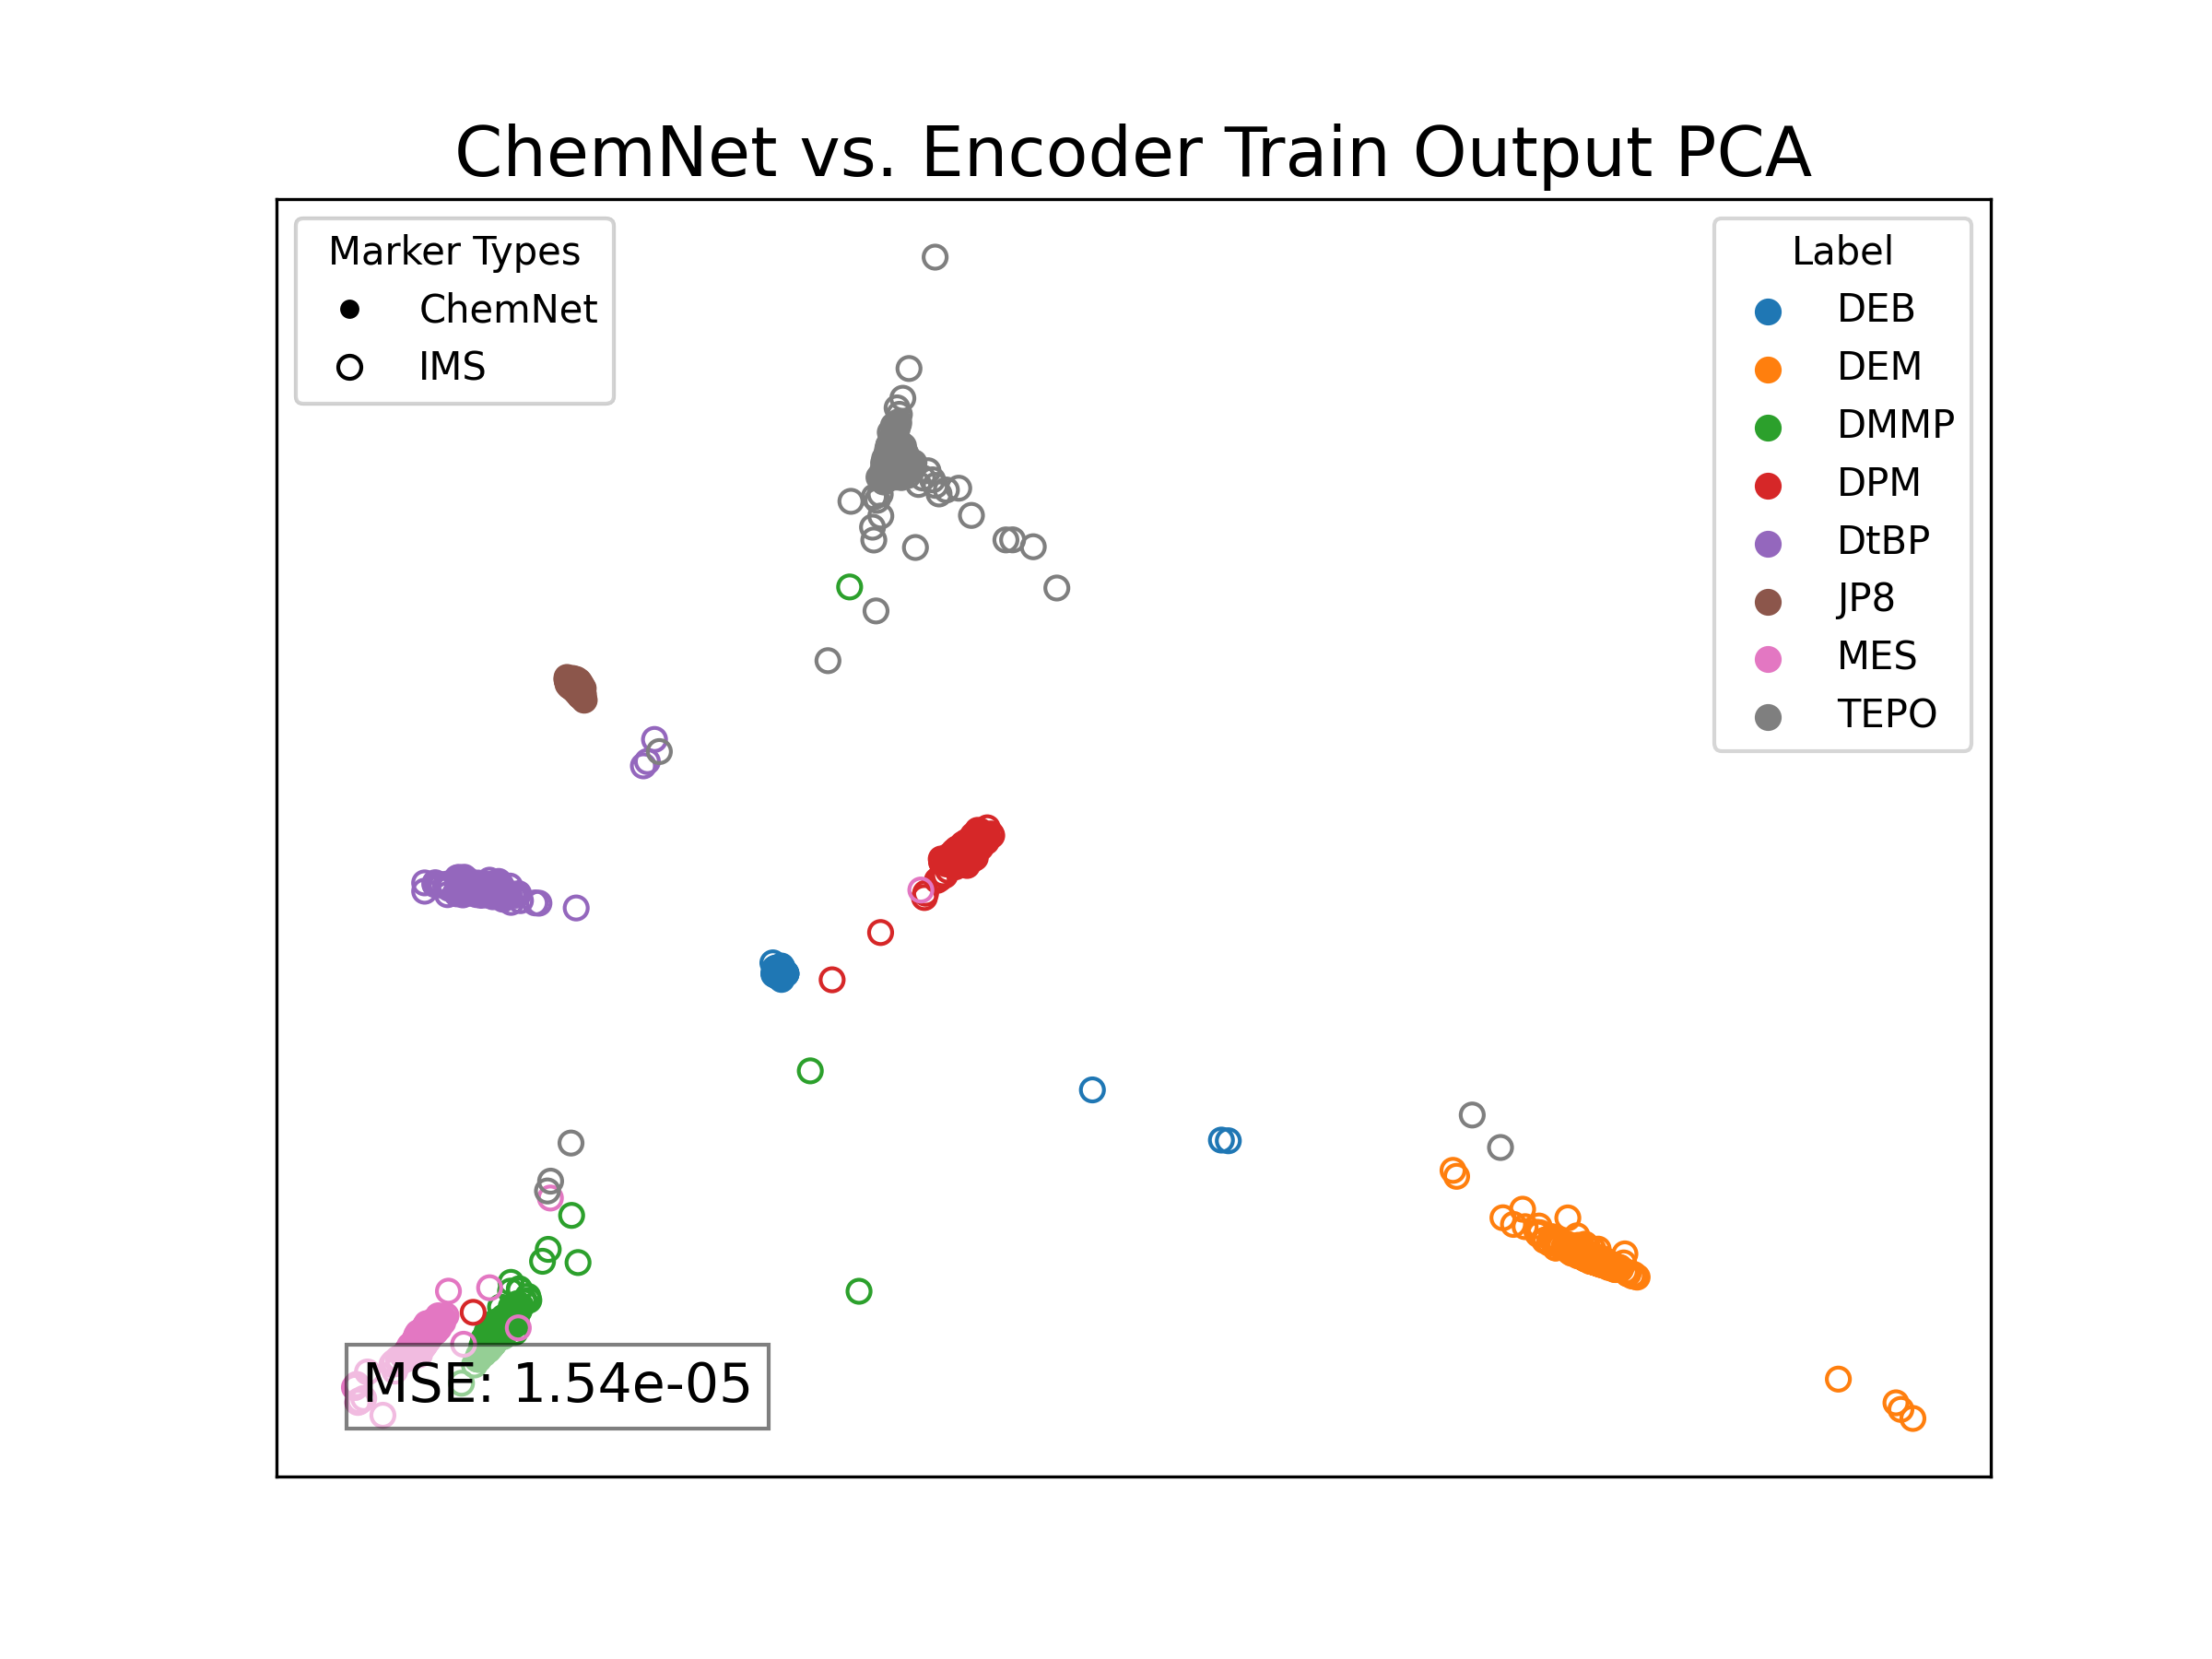 ChemNet vs. Encoder Train Output PCA
Marker Types
ChemNet
IMS
Label
DEB
DEM
DMMP
DPM
DtBP
JP8
MES
TEPO
MSE: 1.54e-05